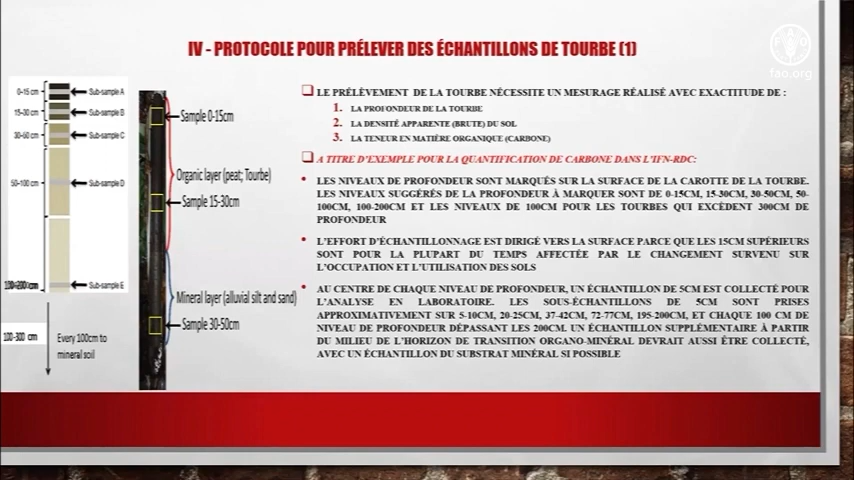 IV - PROTOCOLE POUR PRÉLEVER DES ÉCHANTILLONS DE TOURBE (1)
FAO
fao.org
0-15 cm
Sub-sample A
15-30cm
Sub-sample B
30-60 cm
Sub-sample C
50-100cm
Sub-sample D
Sub-sample E
100-300 cm
Every 100cm to
mineral soil
Sample 0-15cm
Organic layer (peat; Tourbe)
Sample 15-30cm
Mineral layer (alluvial silt and sand)
Sample 30-50cm
LE PRÉLÈVEMENT DE LA TOURBE NÉCESSITE UN MESURAGE RÉALISÉ AVEC EXACTITUDE DE :
1. LA PROFONDEUR DE LA TOURBE
2. LA DENSITÉ APPARENTE (BRUTE) DU SOL
3. LA TENEUR EN MATIÈRE ORGANIQUE (CARBONE)
A TITRE D'EXEMPLE POUR LA QUANTIFICATION DE CARBONE DANS L'IFN-RDC:
• LES NIVEAUX DE PROFONDEUR SONT MARQUÉS SUR LA SURFACE DE LA CAROTTE DE LA TOURBE.
LES NIVEAUX SUGGÉRÉS DE LA PROFONDEUR À MARQUER SONT DE 0-15CM, 15-30CM, 30-50CM, 50-
100CM, 100-200CM ET LES NIVEAUX DE 100CM POUR LES TOURBES QUI EXCÈDENT 300CM DE
PROFONDEUR
• L'EFFORT D'ÉCHANTILLONNAGE EST DIRIGÉ VERS LA SURFACE PARCE QUE LES 15CM SUPÉRIEURS
SONT POUR LA PLUPART DU TEMPS AFFECTÉE PAR LE CHANGEMENT SURVENU SUR
L'OCCUPATION ET L'UTILISATION DES SOLS
• AU CENTRE DE CHAQUE NIVEAU DE PROFONDEUR, UN ÉCHANTILLON DE 5CM EST COLLECTÉ POUR
L'ANALYSE EN LABORATOIRE. LES SOUS-ÉCHANTILLONS DE 5CM SONT PRISES
APPROXIMATIVEMENT SUR 5-10CM, 20-25CM, 37-42CM, 72-77CM, 195-200CM, ET CHAQUE 100 CM DE
NIVEAU DE PROFONDEUR DÉPASSANT LES 200CM. UN ÉCHANTILLON SUPPLÉMENTAIRE À PARTIR
DU MILIEU DE L'HORIZON DE TRANSITION ORGANO-MINÉRAL DEVRAIT AUSSI ÊTRE COLLECTÉ,
AVEC UN ÉCHANTILLON DU SUBSTRAT MINÉRAL SI POSSIBLE